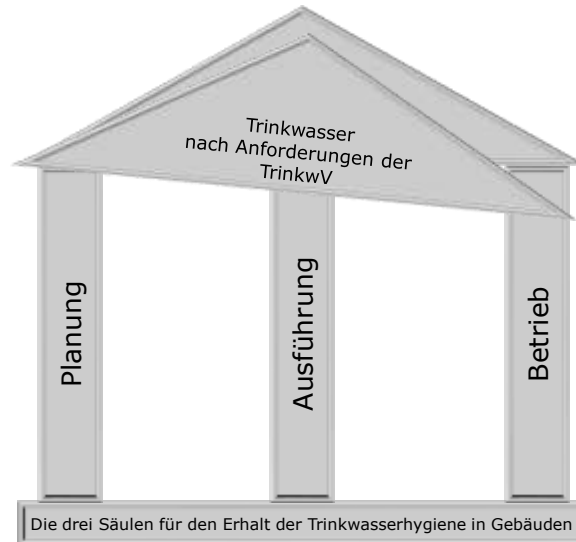 Trinkwasser
nach Anforderungen der
TrinkwV
Planung
Ausführung
Betrieb
Die drei Säulen für den Erhalt der Trinkwasserhygiene in Gebäuden